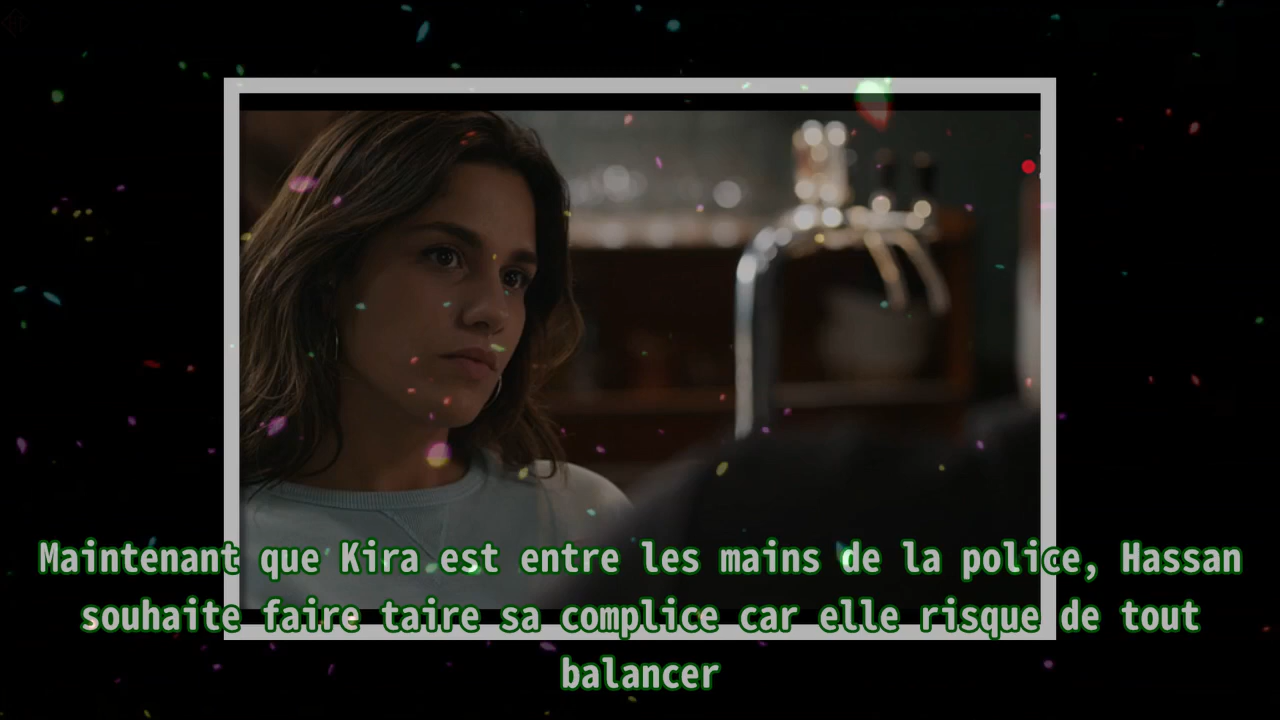 Maintenant que Kira est entre les mains de la police, Hassan
souhaite faire taire sa complice car elle risque de tout
balancer